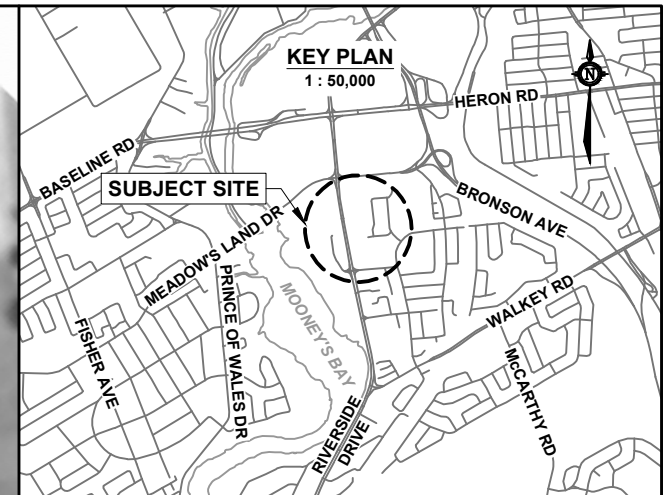 KEY PLAN
1 : 50,000
N
HERON RD
BASELINE RD
SUBJECT SITE
BRONSON AVE
MEADOW'S LAND DR
PRINCE OF WALES DR
MOONEY'S BAY
WALKEY RD
FISHER AVE
McCARTHY RD
RIVERSIDE
DRIVE